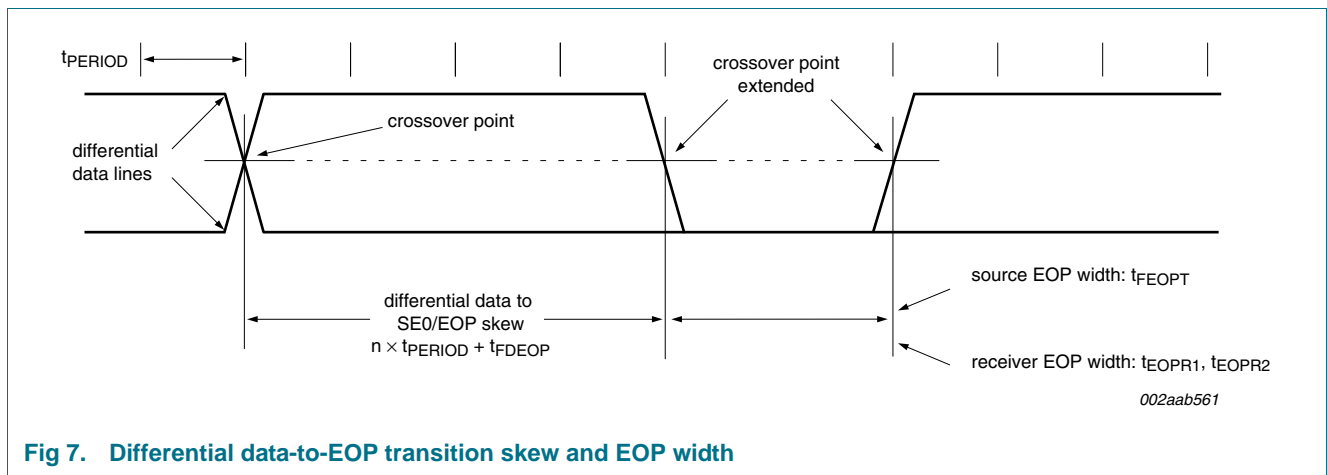 tPERIOD
crossover point
extended
crossover point
differential
data lines
differential data to
SE0/EOP skew
n × tPERIOD + tFDEOP
source EOP width: tFEOPT
receiver EOP width: tEOPR1, tEOPR2
002aab561
Fig 7. Differential data-to-EOP transition skew and EOP width